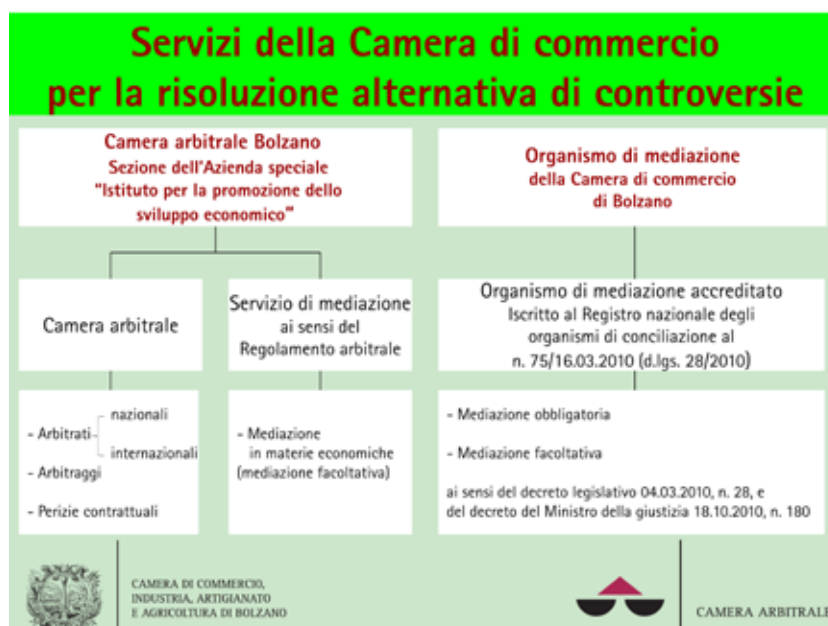 Servizi della Camera di commercio
per la risoluzione alternativa di controversie
Camera arbitrale Bolzano
Sezione dell'Azienda speciale
"Istituto per la promozione dello
sviluppo economico"
Organismo di mediazione
della Camera di commercio
di Bolzano
Camera arbitrale
Servizio di mediazione
ai sensi del
Regolamento arbitrale
Organismo di mediazione accreditato
Iscritto al Registro nazionale degli
organismi di conciliazione al
n. 75/16.03.2010 (d.lgs. 28/2010)
nazionali
- Arbitrati
internazionali
- Arbitraggi
- Perizie contrattuali
- Mediazione
in materie economiche
(mediazione facoltativa)
- Mediazione obbligatoria
- Mediazione facoltativa
ai sensi del decreto legislativo 04.03.2010, n. 28, e
del decreto del Ministro della giustizia 18.10.2010, n. 180
CAMERA DI COMMERCIO,
INDUSTRIA, ARTIGIANATO
E AGRICOLTURA DI BOLZANO
CAMERA ARBITRALE